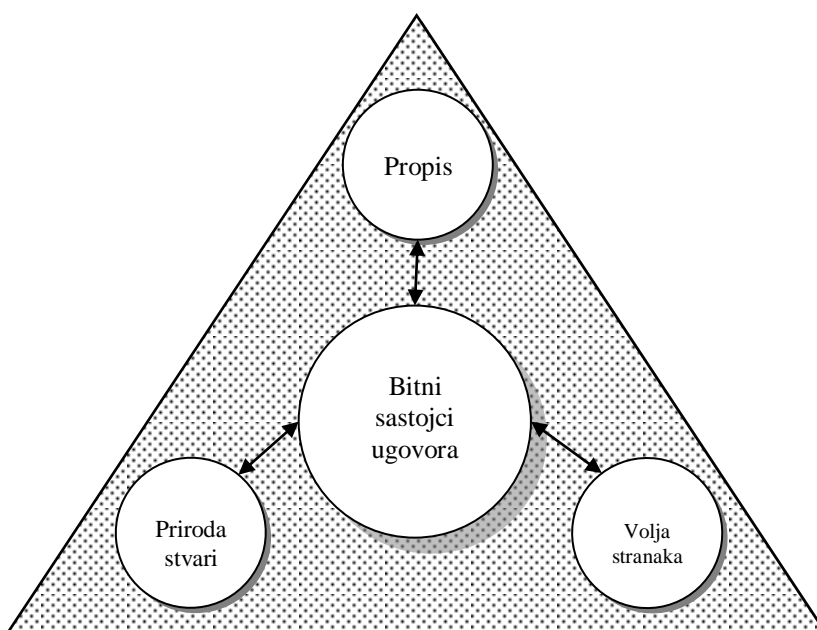 Propis
Bitni
sastojci
ugovora
Priroda
stvari
Volja
stranaka